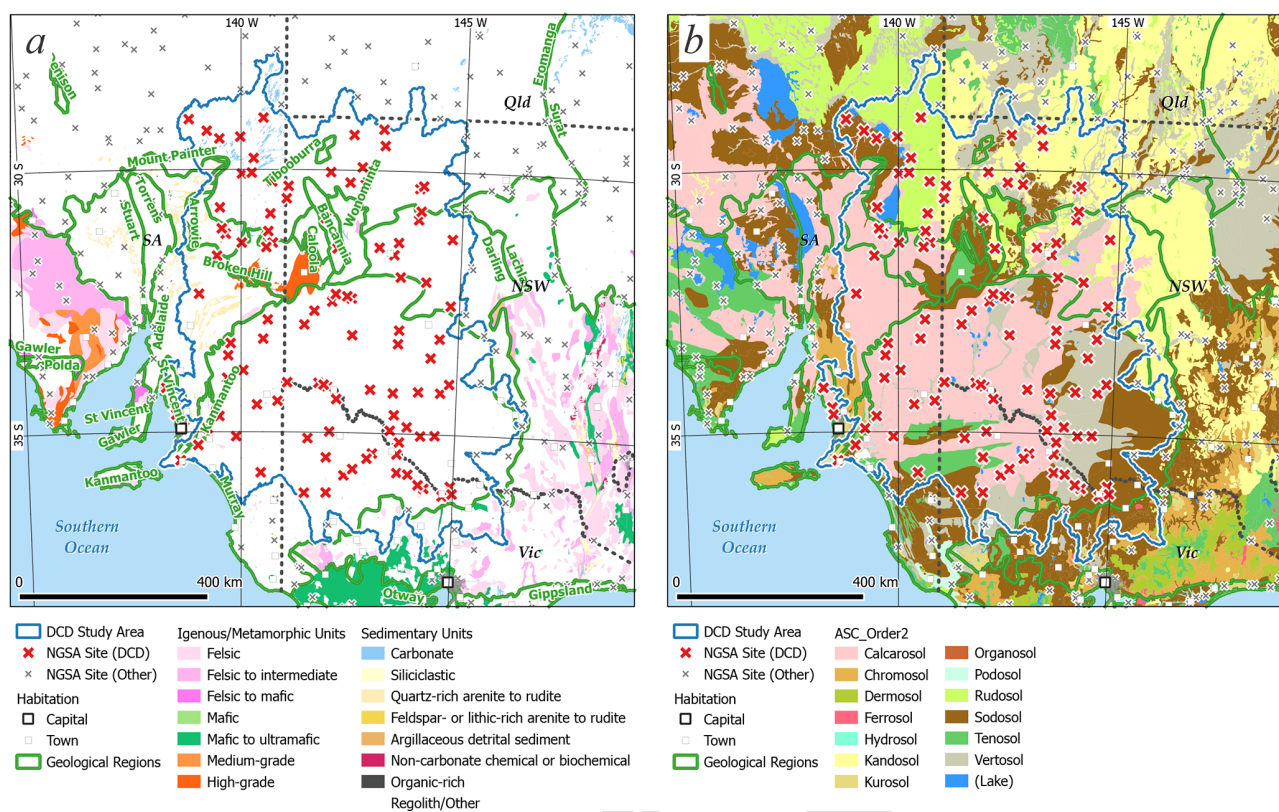 a
140 W
145 W
Denison
Eromanga
Surat
Qld
Mount Painter
Tibooburra
30 S
Torrens
Stuart
Arrowie
Wonominta
Bancannia
Caloola
SA
Broken Hill
Darling
Lachlan
NSW
Adelaide
Gawler
Polda
St Vincent
Kanmantoo
St Vincent
Gawler
35 S
Kanmantoo
Murray
Southern
Ocean
Vic
0
400 km
Otway
Gippsland
b
140 W
145 W
Qld
30 S
SA
NSW
35 S
Southern
Ocean
Vic
0
400 km
DCD Study Area
NGSA Site (DCD)
NGSA Site (Other)
Habitation
Capital
Town
Geological Regions
Igenous/Metamorphic Units
Felsic
Felsic to intermediate
Felsic to mafic
Mafic
Mafic to ultramafic
Medium-grade
High-grade
Sedimentary Units
Carbonate
Siliciclastic
Quartz-rich arenite to rudite
Feldspar- or lithic-rich arenite to rudite
Argillaceous detrital sediment
Non-carbonate chemical or biochemical
Organic-rich
Regolith/Other
DCD Study Area
NGSA Site (DCD)
NGSA Site (Other)
Habitation
Capital
Town
Geological Regions
ASC_Order2
Calcarosol
Chromosol
Dermosol
Ferrosol
Hydrosol
Kandosol
Kurosol
Organosol
Podosol
Rudosol
Sodosol
Tenosol
Vertosol
(Lake)